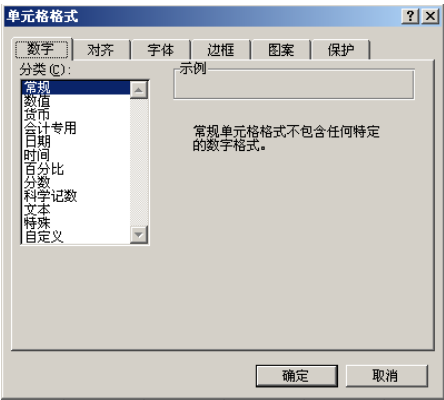 单元格格式
数字 对齐 字体 边框 图案 保护
分类(C):
示例
常规
数值
货币
会计专用
日期
时间
百分比
分数
科学记数
文本
特殊
自定义
常规单元格格式不包含任何特定
的数字格式。
确定 取消